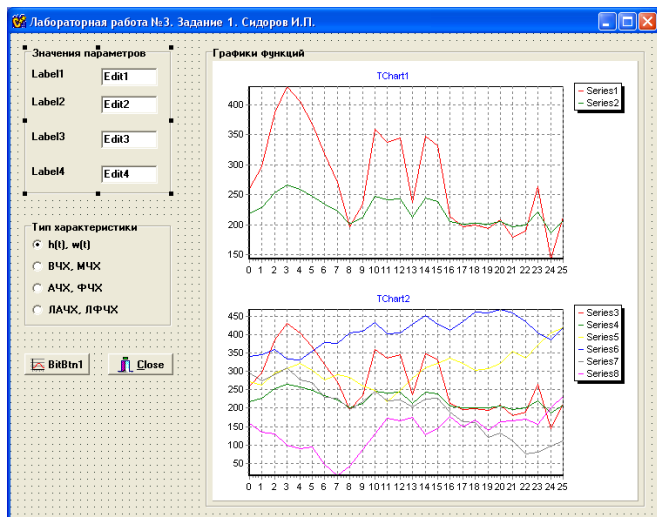 Лабораторная работа №3. Задание 1. Сидоров И.П.
Значения параметров
Label1 Edit1
Label2 Edit2
Label3 Edit3
Label4 Edit4
Тип характеристики
h(t), w(t)
ВЧХ, МЧХ
АЧХ, ФЧХ
ЛАЧХ, ЛФЧХ
BitBtn1 Close
Графики функций
TChart1
400
350
300
250
200
150
0 1 2 3 4 5 6 7 8 9 10 11 12 13 14 15 16 17 18 19 20 21 22 23 24 25
Series1
Series2
TChart2
450
400
350
300
250
200
150
100
50
0 1 2 3 4 5 6 7 8 9 10 11 12 13 14 15 16 17 18 19 20 21 22 23 24 25
Series3
Series4
Series5
Series6
Series7
Series8